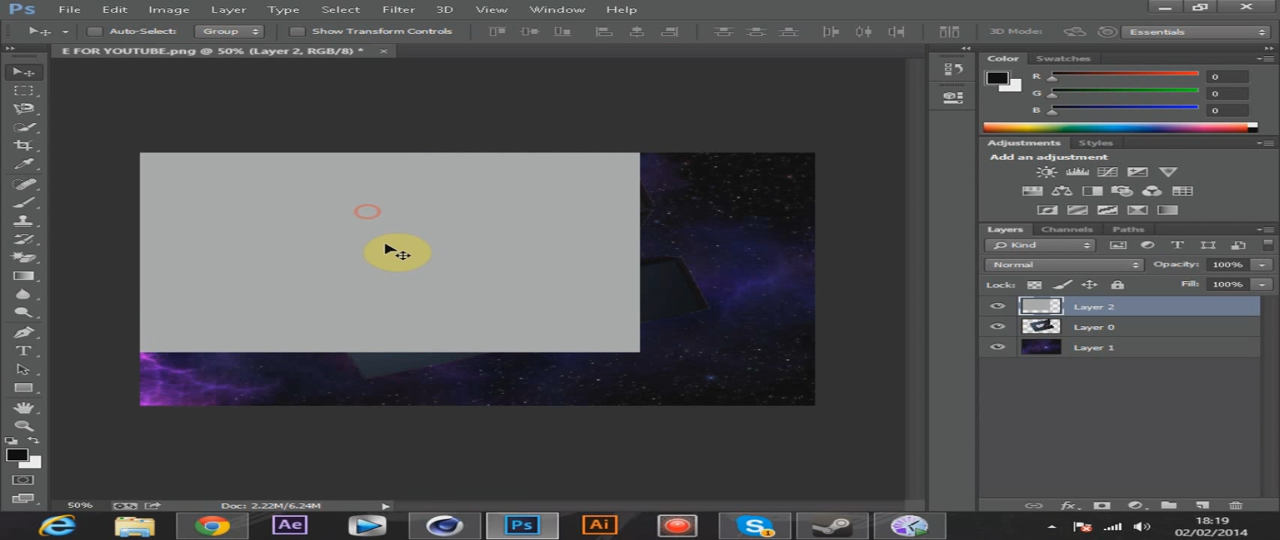 Ps File Edit Image Layer Type Select Filter 3D View Window Help
Auto-Select: Group Show Transform Controls 3D Mode: Essentials
E FOR YOUTUBE.png @ 50% (Layer 2, RGB/8) * ×
Color Swatches
R 0
G 0
B 0
Adjustments Styles
Add an adjustment
Layers Channels Paths
Kind T
Normal Opacity: 100%
Lock: Fill: 100%
Layer 2
Layer 0
Layer 1
T
50% Doc: 2.22M/6.24M
fx
Ae Ps Ai S 1
18:19
02/02/2014